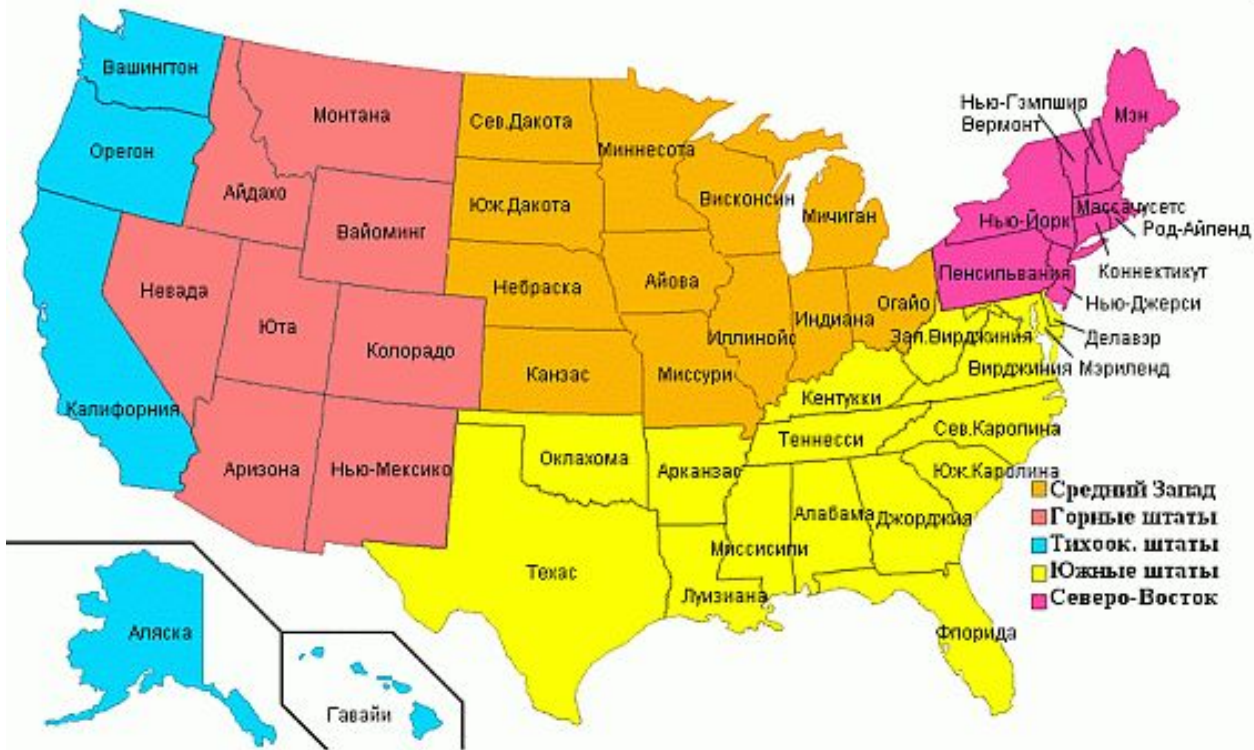 Вашингтон
Орегон
Калифорния
Монтана
Айдахо
Вайоминг
Невада
Юта
Колорадо
Аризона
Нью-Мексико
Сев.Дакота
Юж.Дакота
Небраска
Канзас
Миннесота
Висконсин
Мичиган
Айова
Иллинойс
Индиана
Огайо
Миссури
Нью-Гэмпшир
Вермонт
Мэн
Массачусетс
Нью-Йорк
Род-Айленд
Пенсильвания
Коннектикут
Нью-Джерси
Делавэр
Зап.Вирджиния
Вирджиния
Мэриленд
Кентукки
Теннесси
Сев.Каролина
Юж.Каролина
Оклахома
Арканзас
Техас
Луизиана
Миссисипи
Алабама
Джорджия
Флорида
Аляска
Гавайи
Средний Запад
Горные штаты
Тихоок. штаты
Южные штаты
Северо-Восток